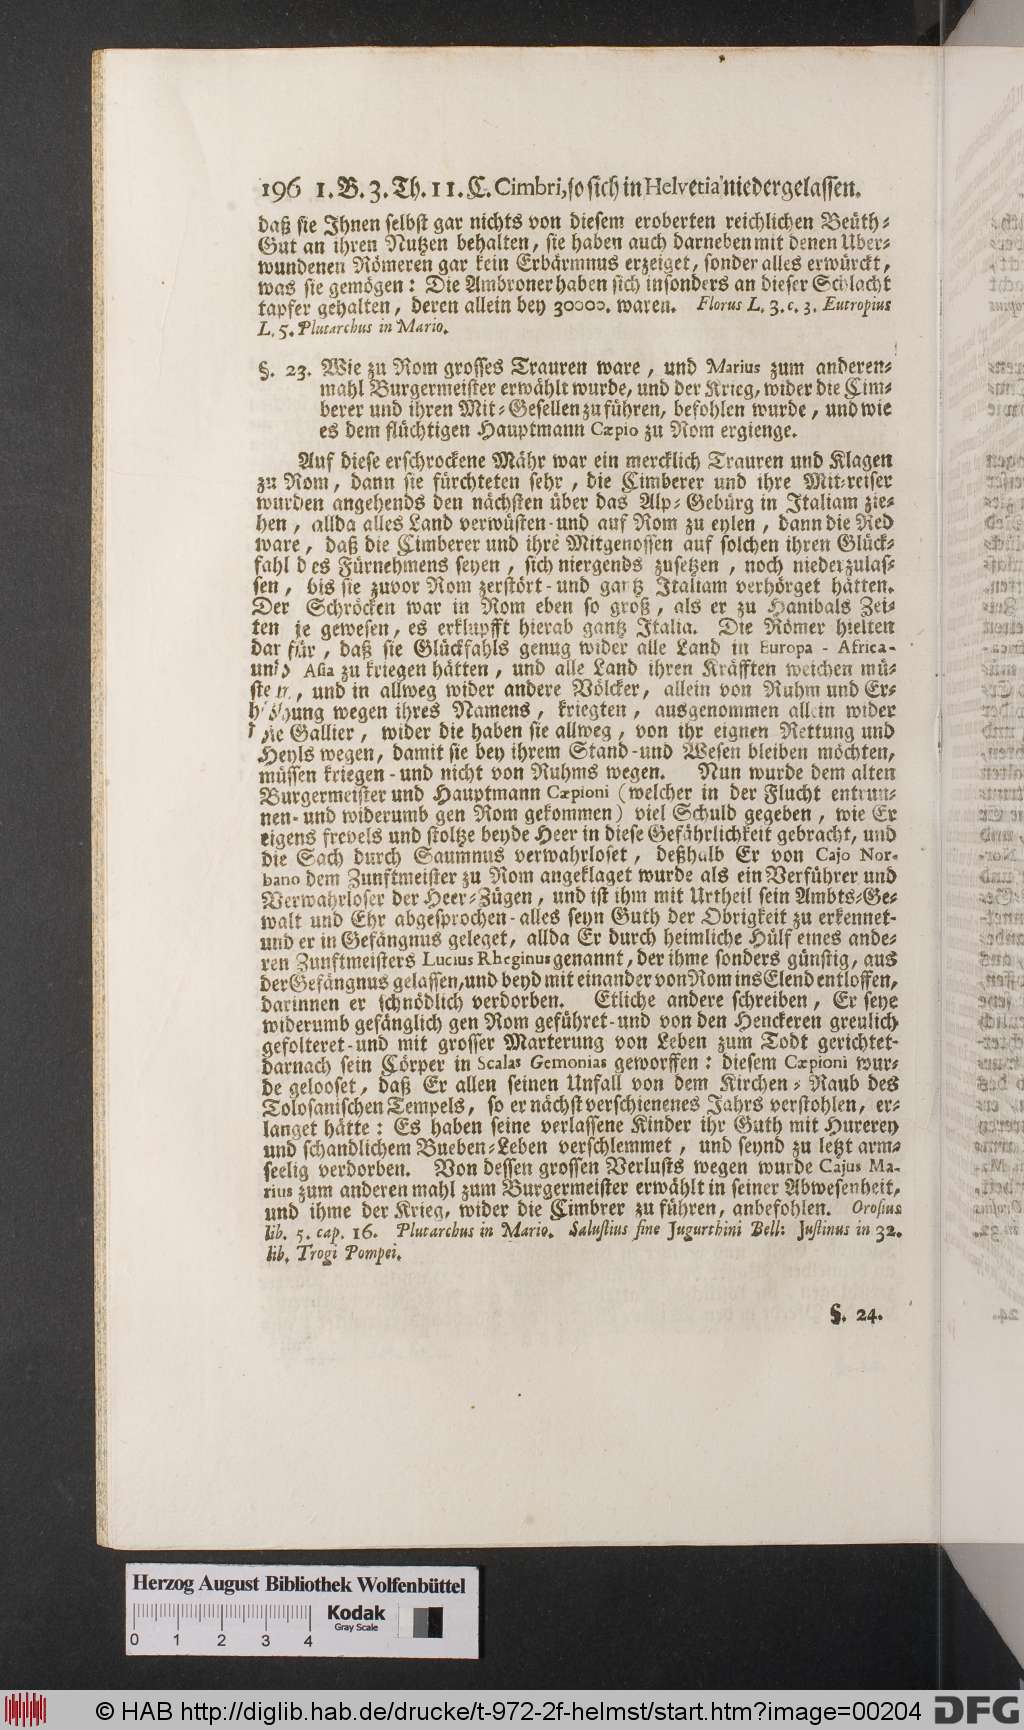 196 1. B. 3. Th. 11. C. Cimbri, so sich in Helvetia niedergelassen.
daß sie Ihnen selbst gar nichts von diesem eroberten reichlichen Beüth-
Gut an ihren Nutzen behalten, sie haben auch darneben mit denen Uber-
wundenen Römeren gar kein Erbärmnus erzeiget, sonder alles erwürckt,
was sie gemögen: Die Ambroner haben sich insonders an dieser Schlacht
tapfer gehalten, deren allein bey 30000. waren. Florus L. 3. c. 3. Eutropius
L. 5. Plutarchus in Mario.
§. 23. Wie zu Rom grosses Trauren ware, und Marius zum anderen-
mahl Burgermeister erwählt wurde, und der Krieg, wider die Cim-
berer und ihren Mit-Gesellen zu führen, befohlen wurde, und wie
es dem flüchtigen Hauptmann Cæpio zu Rom ergienge.
Auf diese erschrockene Mähr war ein mercklich Trauren und Klagen
zu Rom, dann sie fürchteten sehr, die Cimberer und ihre Mit-reiser
wurden angehends den nächsten über das Alp-Gebürg in Italiam zie-
hen, allda alles Land verwüsten- und auf Rom zu eylen, dann die Red
ware, daß die Cimberer und ihre Mitgenossen auf solchen ihren Glück-
fahl des Fürnehmens seyen, sich niergends zusetzen, noch niederzulas-
sen, bis sie zuvor Rom zerstört- und gantz Italiam verhörget hätten.
Der Schröcken war in Rom eben so groß, als er zu Hanibals Zei-
ten je gewesen, es erklupfft hierab gantz Italia. Die Römer hielten
dar für, daß sie Glückfahls genug wider alle Land in Europa - Africa-
und Asia zu kriegen hätten, und alle Land ihren Kräfften weichen mü-
sten, und in allweg wider andere Völcker, allein von Ruhm und Er-
höhung wegen ihres Namens, kriegten, ausgenommen allein wider
die Gallier, wider die haben sie allweg, von ihr eignen Rettung und
Heyls wegen, damit sie bey ihrem Stand- und Wesen bleiben möchten,
müssen kriegen- und nicht von Ruhms wegen. Nun wurde dem alten
Burgermeister und Hauptmann Cæpioni (welcher in der Flucht entrun-
nen- und widerumb gen Rom gekommen) viel Schuld gegeben, wie Er
eigens frevels und stoltze beyde Heer in diese Gefährlichkeit gebracht, und
die Sach durch Saumnus verwahrloset, deßhalb Er von Cajo Nor-
bano dem Zunftmeister zu Rom angeklaget wurde als ein Verführer und
Verwahrloser der Heer-Zügen, und ist ihm mit Urtheil sein Ambts-Ge-
walt und Ehr abgesprochen- alles seyn Guth der Obrigkeit zu erkennet-
und er in Gefängnus geleget, allda Er durch heimliche Hülf eines ande-
ren Zunftmeisters Lucius Rheginus genannt, der ihme sonders günstig, aus
der Gefängnus gelassen, und beyd mit einander von Rom ins Elend entloffen,
darinnen er schnödlich verdorben. Etliche andere schreiben, Er seye
widerumb gefänglich gen Rom geführet- und von den Henckeren greulich
gefolteret- und mit grosser Marterung von Leben zum Todt gerichtet-
darnach sein Cörper in Scalas Gemonias geworffen: diesem Cæpioni wur-
de gelooset, daß Er allen seinen Unfall von dem Kirchen-Raub des
Tolosanischen Tempels, so er nächst verschienenes Jahrs verstohlen, er-
langet hätte: Es haben seine verlassene Kinder ihr Guth mit Hurerey
und schandlichem Bueben-Leben verschlemmet, und seynd zu letzt arm-
seelig verdorben. Von dessen grossen Verlusts wegen wurde Cajus Ma-
rius zum anderen mahl zum Burgermeister erwählt in seiner Abwesenheit,
und ihme der Krieg, wider die Cimbrer zu führen, anbefohlen. Orosius
lib. 5. cap. 16. Plutarchus in Mario. Salustius fine Jugurthini Bell: Justinus in 32.
lib. Trogi Pompei.
§. 24.
Herzog August Bibliothek Wolfenbüttel
Kodak
Gray Scale
0 1 2 3 4
© HAB http://diglib.hab.de/drucke/t-972-2f-helmst/start.htm?image=00204 DFG